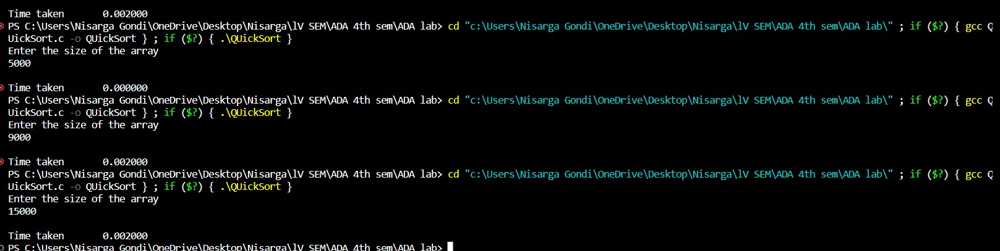 Time taken       0.002000
PS C:\Users\Nisarga Gondi\OneDrive\Desktop\Nisarga\lV SEM\ADA 4th sem\ADA lab> cd "c:\Users\Nisarga Gondi\OneDrive\Desktop\Nisarga\lV SEM\ADA 4th sem\ADA lab\" ; if ($?) { gcc Q
UickSort.c -o QUickSort } ; if ($?) { .\QUickSort }
Enter the size of the array
5000
Time taken       0.000000
PS C:\Users\Nisarga Gondi\OneDrive\Desktop\Nisarga\lV SEM\ADA 4th sem\ADA lab> cd "c:\Users\Nisarga Gondi\OneDrive\Desktop\Nisarga\lV SEM\ADA 4th sem\ADA lab\" ; if ($?) { gcc Q
UickSort.c -o QUickSort } ; if ($?) { .\QUickSort }
Enter the size of the array
9000
Time taken       0.002000
PS C:\Users\Nisarga Gondi\OneDrive\Desktop\Nisarga\lV SEM\ADA 4th sem\ADA lab> cd "c:\Users\Nisarga Gondi\OneDrive\Desktop\Nisarga\lV SEM\ADA 4th sem\ADA lab\" ; if ($?) { gcc Q
UickSort.c -o QUickSort } ; if ($?) { .\QUickSort }
Enter the size of the array
15000
Time taken       0.002000
PS C:\Users\Nisarga Gondi\OneDrive\Desktop\Nisarga\lV SEM\ADA 4th sem\ADA lab>